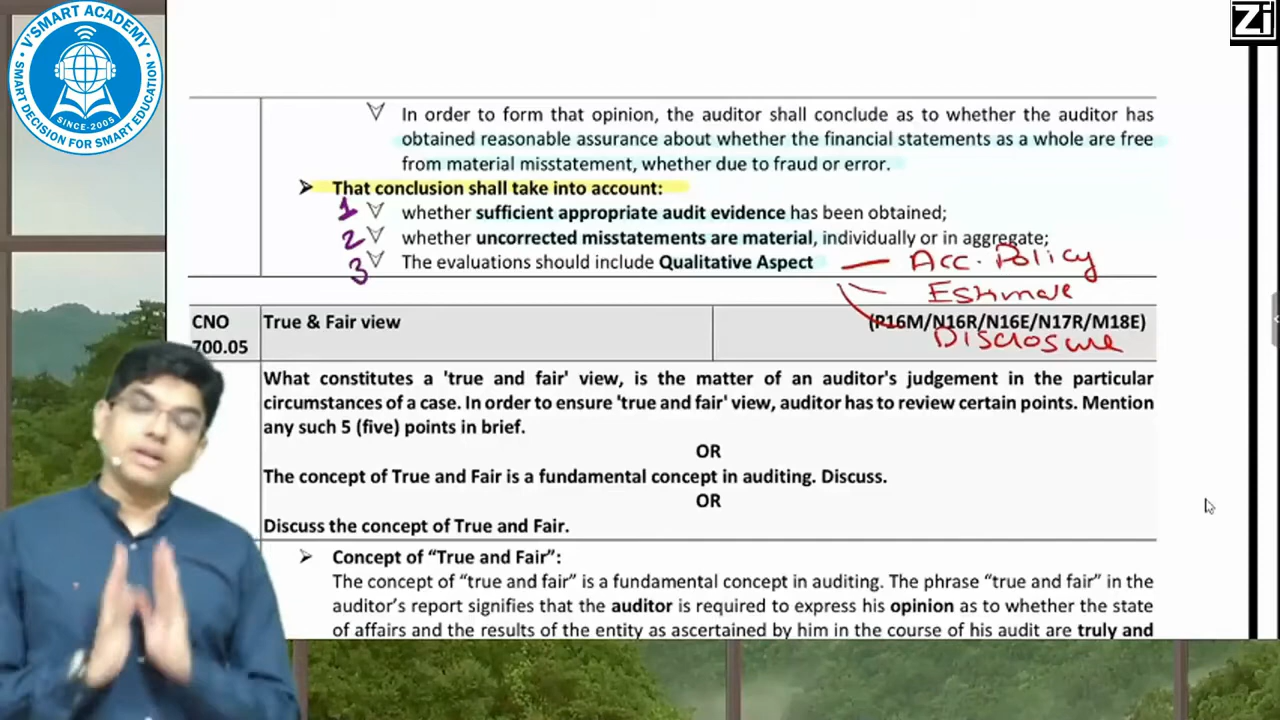 V'SMART ACADEMY
SMART DECISION FOR SMART EDUCATION
SINCE-2005
Zi
In order to form that opinion, the auditor shall conclude as to whether the auditor has
obtained reasonable assurance about whether the financial statements as a whole are free
from material misstatement, whether due to fraud or error.
That conclusion shall take into account:
1 whether sufficient appropriate audit evidence has been obtained;
2 whether uncorrected misstatements are material, individually or in aggregate;
3 The evaluations should include Qualitative Aspect
Acc. Policy
Estimate
Disclosure
CNO
700.05
True & Fair view
(R16M/N16R/N16E/N17R/M18E)
What constitutes a 'true and fair' view, is the matter of an auditor's judgement in the particular
circumstances of a case. In order to ensure 'true and fair' view, auditor has to review certain points. Mention
any such 5 (five) points in brief.
OR
The concept of True and Fair is a fundamental concept in auditing. Discuss.
OR
Discuss the concept of True and Fair.
Concept of “True and Fair”:
The concept of “true and fair” is a fundamental concept in auditing. The phrase “true and fair” in the
auditor’s report signifies that the auditor is required to express his opinion as to whether the state
of affairs and the results of the entity as ascertained by him in the course of his audit are truly and